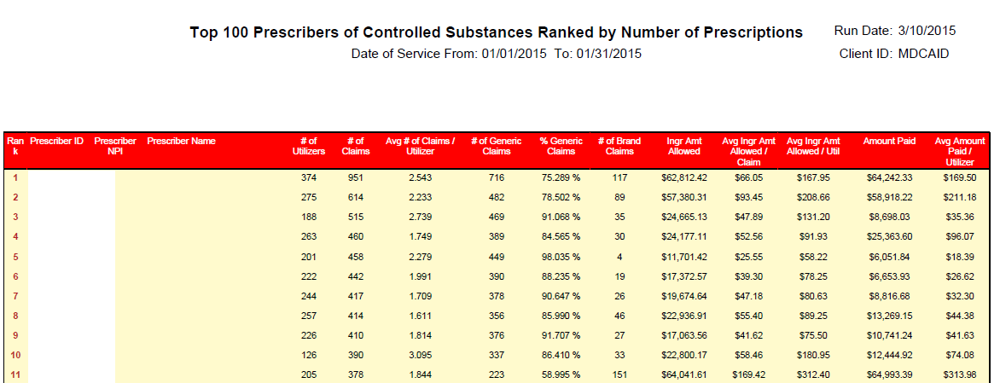 Top 100 Prescribers of Controlled Substances Ranked by Number of Prescriptions Run Date: 3/10/2015
Date of Service From: 01/01/2015 To: 01/31/2015 Client ID: MDCAID
Ran Prescriber ID Prescriber Prescriber Name # of # of Avg # of Claims / # of Generic % Generic # of Brand Ingr Amt Avg Ingr Amt Avg Ingr Amt Amount Paid Avg Amount
k NPI Utilizers Claims Utilizer Claims Claims Claims Allowed Allowed / Allowed / Util Paid /
Claim Utilizer
1 374 951 2.543 716 75.289 % 117 $62,812.42 $66.05 $167.95 $64,242.33 $169.50
2 275 614 2.233 482 78.502 % 89 $57,380.31 $93.45 $208.66 $58,918.22 $211.18
3 188 515 2.739 469 91.068 % 35 $24,665.13 $47.89 $131.20 $8,698.03 $35.36
4 263 460 1.749 389 84.565 % 30 $24,177.11 $52.56 $91.93 $25,363.60 $96.07
5 201 458 2.279 449 98.035 % 4 $11,701.42 $25.55 $58.22 $6,051.84 $18.39
6 222 442 1.991 390 88.235 % 19 $17,372.57 $39.30 $78.25 $6,653.93 $26.62
7 244 417 1.709 378 90.647 % 26 $19,674.64 $47.18 $80.63 $8,816.68 $32.30
8 257 414 1.611 356 85.990 % 46 $22,936.91 $55.40 $89.25 $13,269.15 $44.38
9 226 410 1.814 376 91.707 % 27 $17,063.56 $41.62 $75.50 $10,741.24 $41.63
10 126 390 3.095 337 86.410 % 33 $22,800.17 $58.46 $180.95 $12,444.92 $74.08
11 205 378 1.844 223 58.995 % 151 $64,041.61 $169.42 $312.40 $64,993.39 $313.98